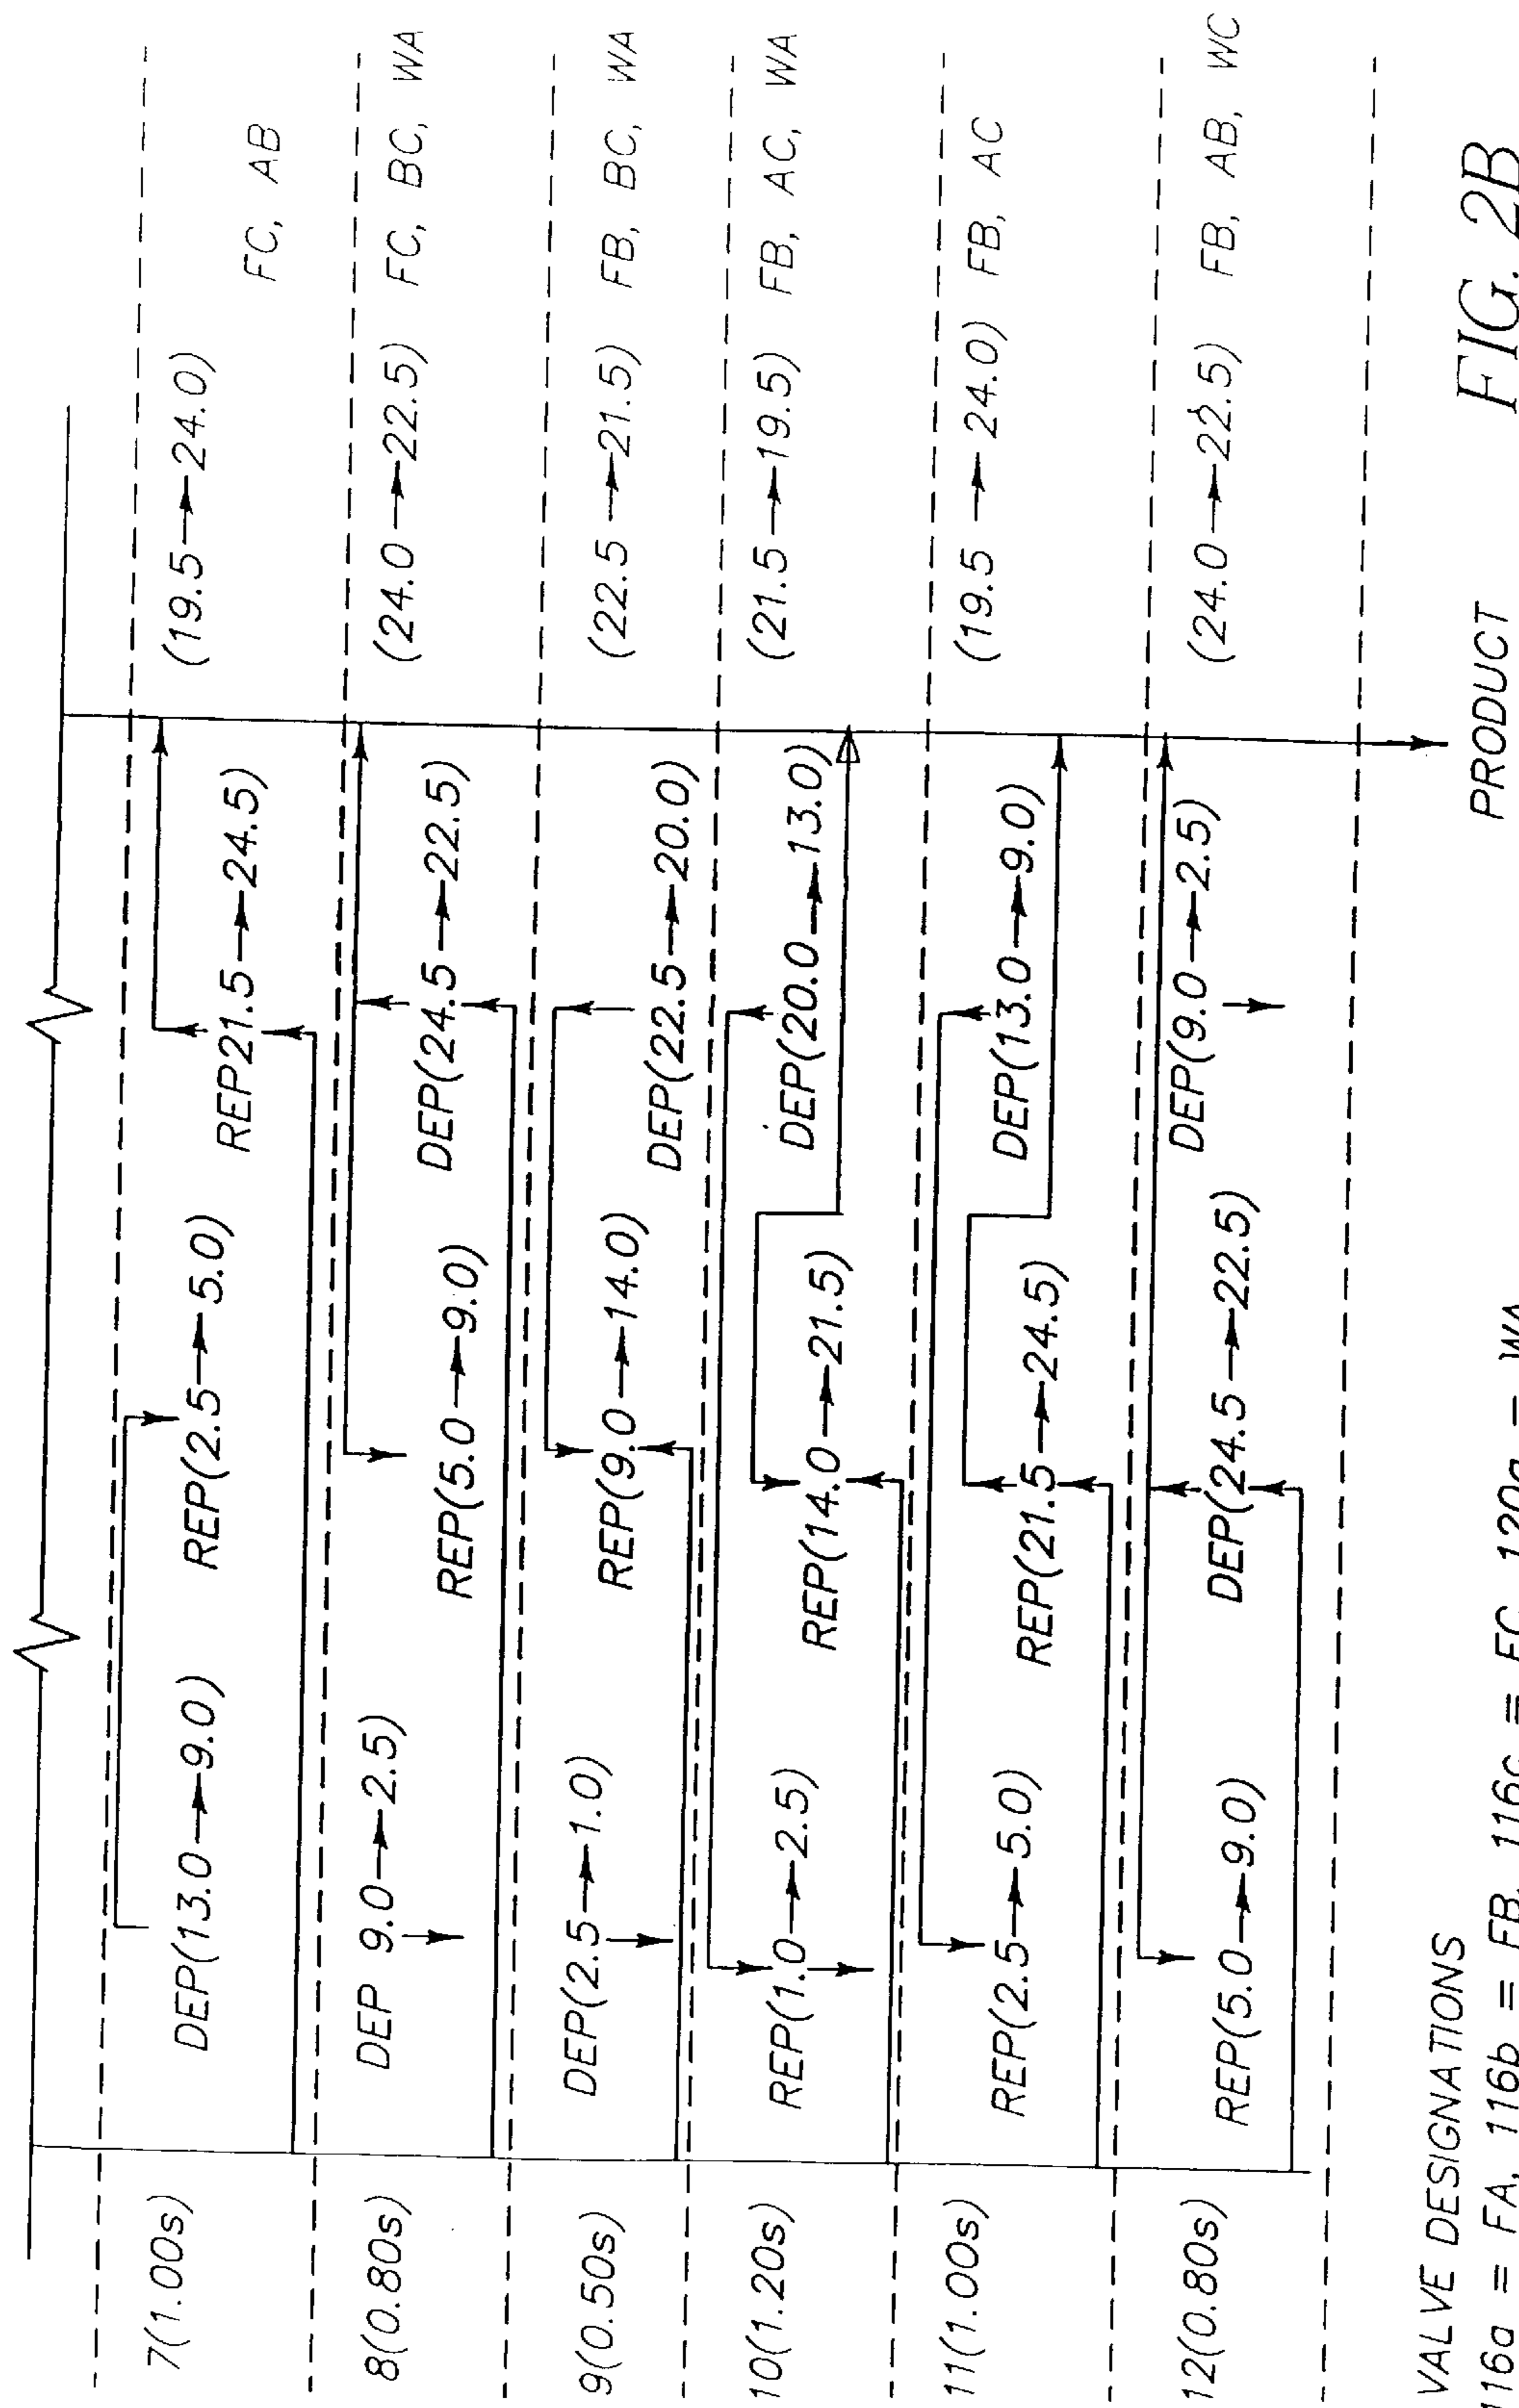 7(1.00s) DEP(13.0→9.0) REP(2.5→5.0) REP21.5→24.5) (19.5→24.0) FC, AB
8(0.80s) DEP 9.0→2.5) REP(5.0→9.0) DEP(24.5→22.5) (24.0→22.5) FC, BC, WA
9(0.50s) DEP(2.5→1.0) REP(9.0→14.0) DEP(22.5→20.0) (22.5→21.5) FB, BC, WA
10(1.20s) REP(1.0→2.5) REP(14.0→21.5) DEP(20.0→13.0) (21.5→19.5) FB, AC, WA
11(1.00s) REP(2.5→5.0) REP(21.5→24.5) DEP(13.0→9.0) (19.5→24.0) FB, AC
12(0.80s) REP(5.0→9.0) DEP(24.5→22.5) DEP(9.0→2.5) (24.0→22.5) FB, AB, WC
PRODUCT
FIG. 2B
VALVE DESIGNATIONS
116a = FA, 116b = FB, 116c = FC, 120a = WA